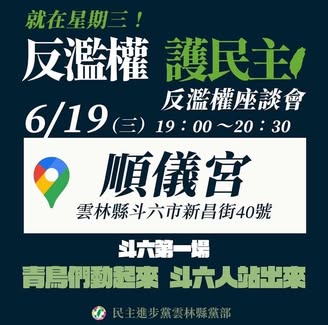 就在星期三！
反濫權 護民主
反濫權座談會
6/19(三) 19：00～20：30
順儀宮
雲林縣斗六市新昌街40號
斗六第一場
青鳥們動起來 斗六人站出來
民主進步黨雲林縣黨部